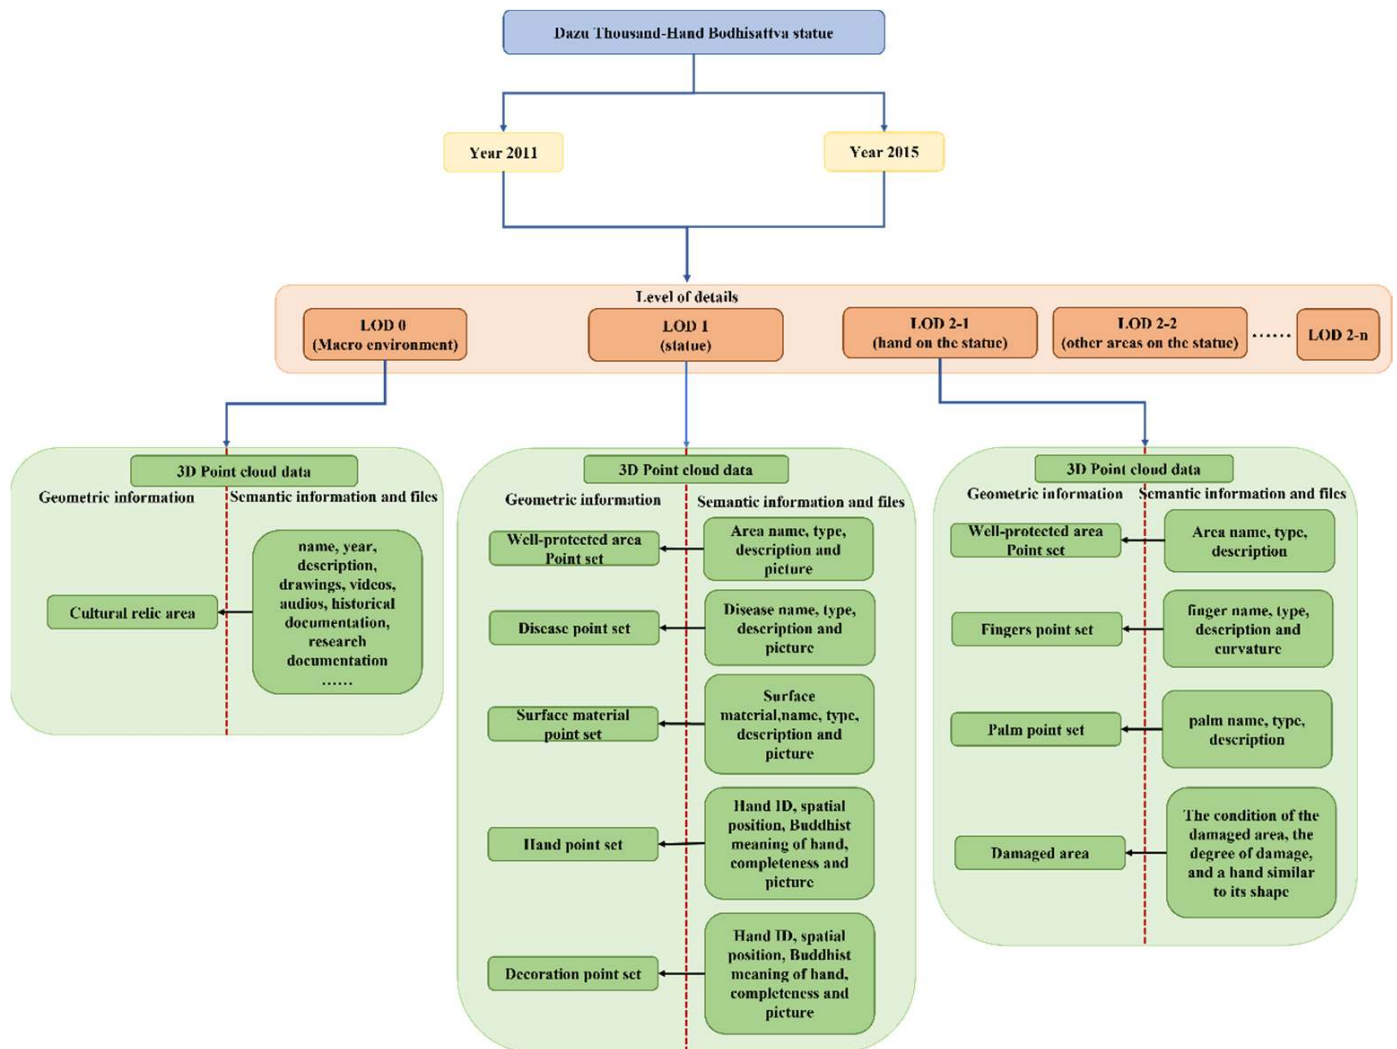 Dazu Thousand-Hand Bodhisattva statue
Year 2011
Year 2015
Level of details
LOD 0
(Macro environment)
LOD 1
(statue)
LOD 2-1
(hand on the statue)
LOD 2-2
(other areas on the statue)
......
LOD 2-n
3D Point cloud data
Geometric information
Semantic information and files
Cultural relic area
name, year,
description,
drawings, videos,
audios, historical
documentation,
research
documentation
......
3D Point cloud data
Geometric information
Semantic information and files
Well-protected area
Point set
Area name, type,
description and
picture
Disease point set
Disease name, type,
description and
picture
Surface material
point set
Surface
material,name, type,
description and
picture
Hand point set
Hand ID, spatial
position, Buddhist
meaning of hand,
completeness and
picture
Decoration point set
Hand ID, spatial
position, Buddhist
meaning of hand,
completeness and
picture
3D Point cloud data
Geometric information
Semantic information and files
Well-protected area
Point set
Area name, type,
description
Fingers point set
finger name, type,
description and
curvature
Palm point set
palm name, type,
description
Damaged area
The condition of the
damaged area, the
degree of damage,
and a hand similar
to its shape